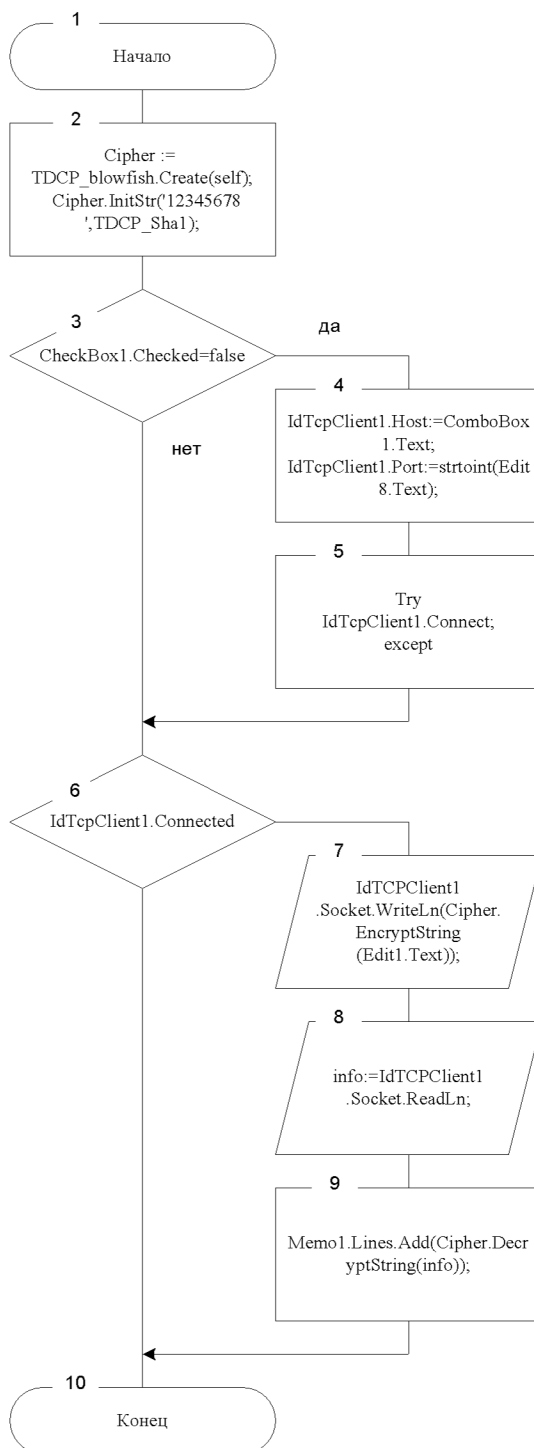 1
Начало
2
Cipher :=
TDCP_blowfish.Create(self);
Cipher.InitStr('12345678
',TDCP_Sha1);
3
CheckBox1.Checked=false
да
нет
4
IdTcpClient1.Host:=ComboBox
1.Text;
IdTcpClient1.Port:=strtoint(Edit
8.Text);
5
Try
IdTcpClient1.Connect;
except
6
IdTcpClient1.Connected
7
IdTCPClient1
.Socket.WriteLn(Cipher.
EncryptString
(Edit1.Text));
8
info:=IdTCPClient1
.Socket.ReadLn;
9
Memo1.Lines.Add(Cipher.Decr
yptString(info));
10
Конец